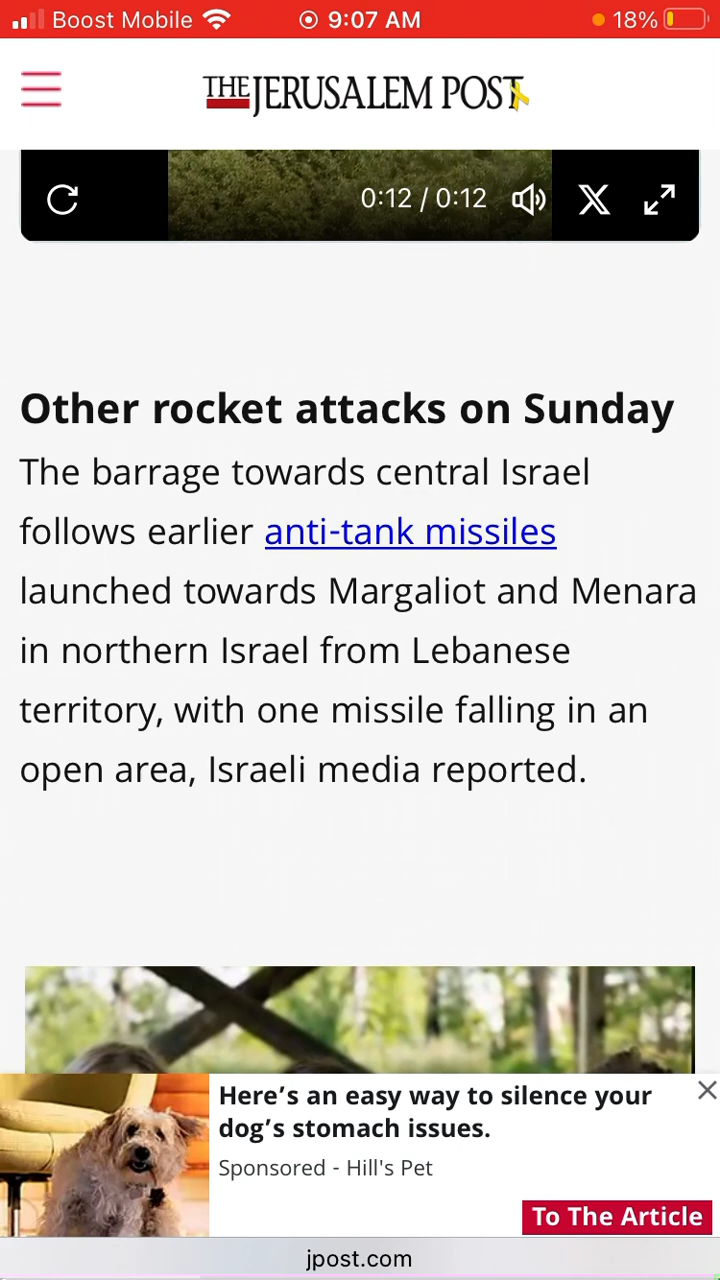 Boost Mobile 9:07 AM 18%
THE JERUSALEM POST
0:12 / 0:12
Other rocket attacks on Sunday
The barrage towards central Israel
follows earlier anti-tank missiles
launched towards Margaliot and Menara
in northern Israel from Lebanese
territory, with one missile falling in an
open area, Israeli media reported.
Here’s an easy way to silence your
dog’s stomach issues.
Sponsored - Hill's Pet
To The Article
jpost.com